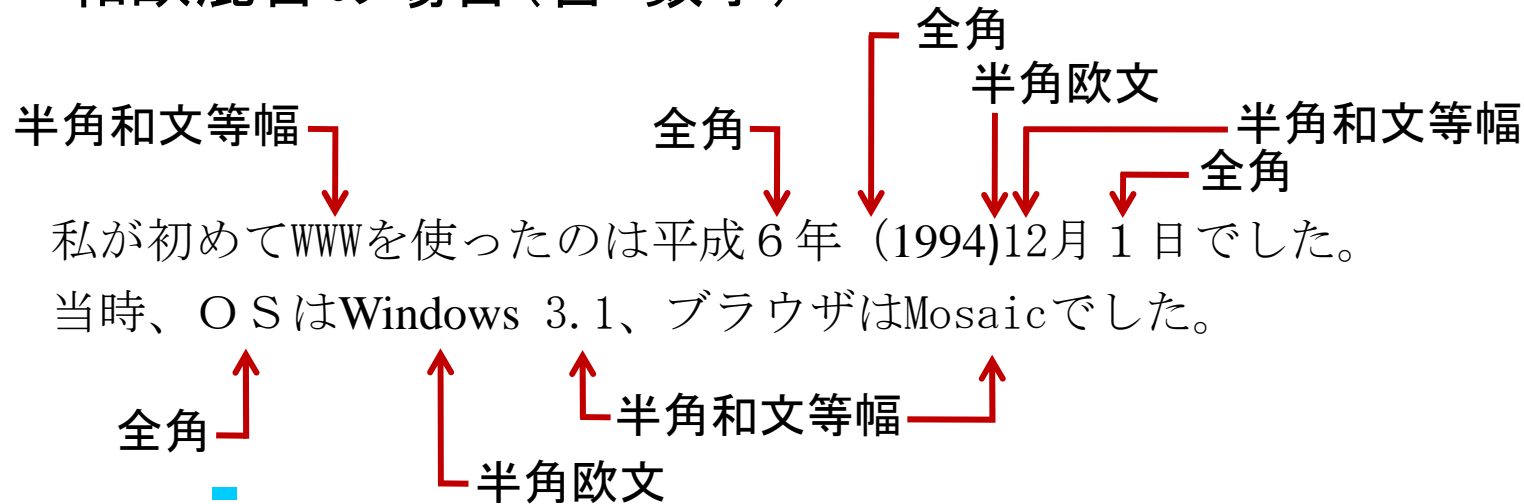 全角
半角欧文
半角和文等幅
全角
半角和文等幅
全角
私が初めてWWWを使ったのは平成６年（1994)12月１日でした。
当時、ＯＳはWindows 3.1、ブラウザはMosaicでした。
半角和文等幅
全角
半角欧文